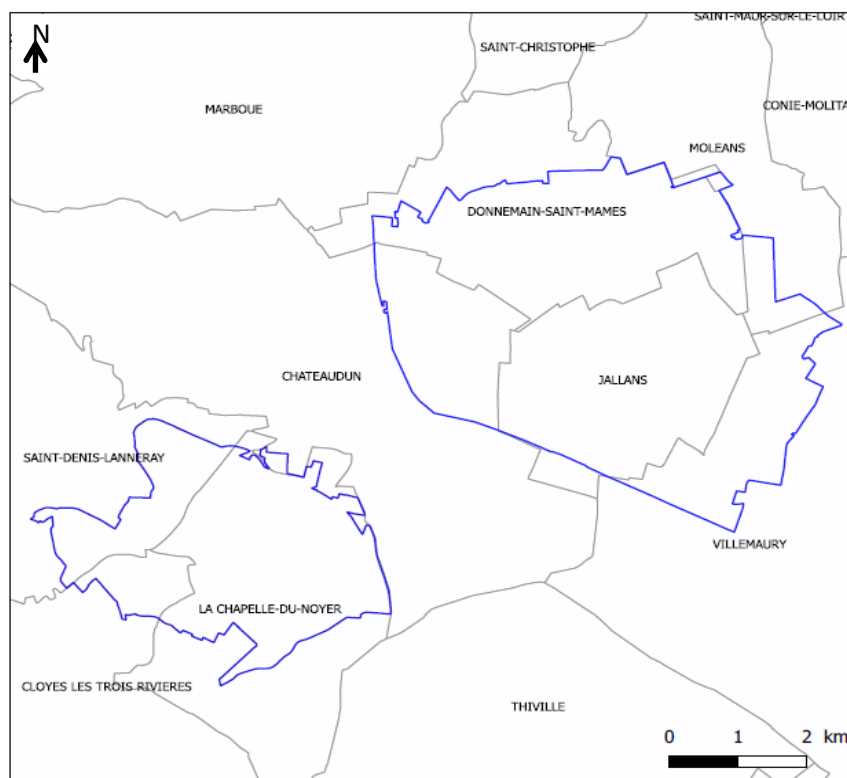 SAINT-MAUR-SUR-LE-LOIR
N
SAINT-CHRISTOPHE
MARBOUE
CONIE-MOLITA
MOLEANS
DONNEMAIN-SAINT-MAMES
CHATEAUDUN
JALLANS
SAINT-DENIS-LANNERAY
VILLEMAURY
LA CHAPELLE-DU-NOYER
CLOYES LES TROIS RIVIERES
THIVILLE
0 1 2 km